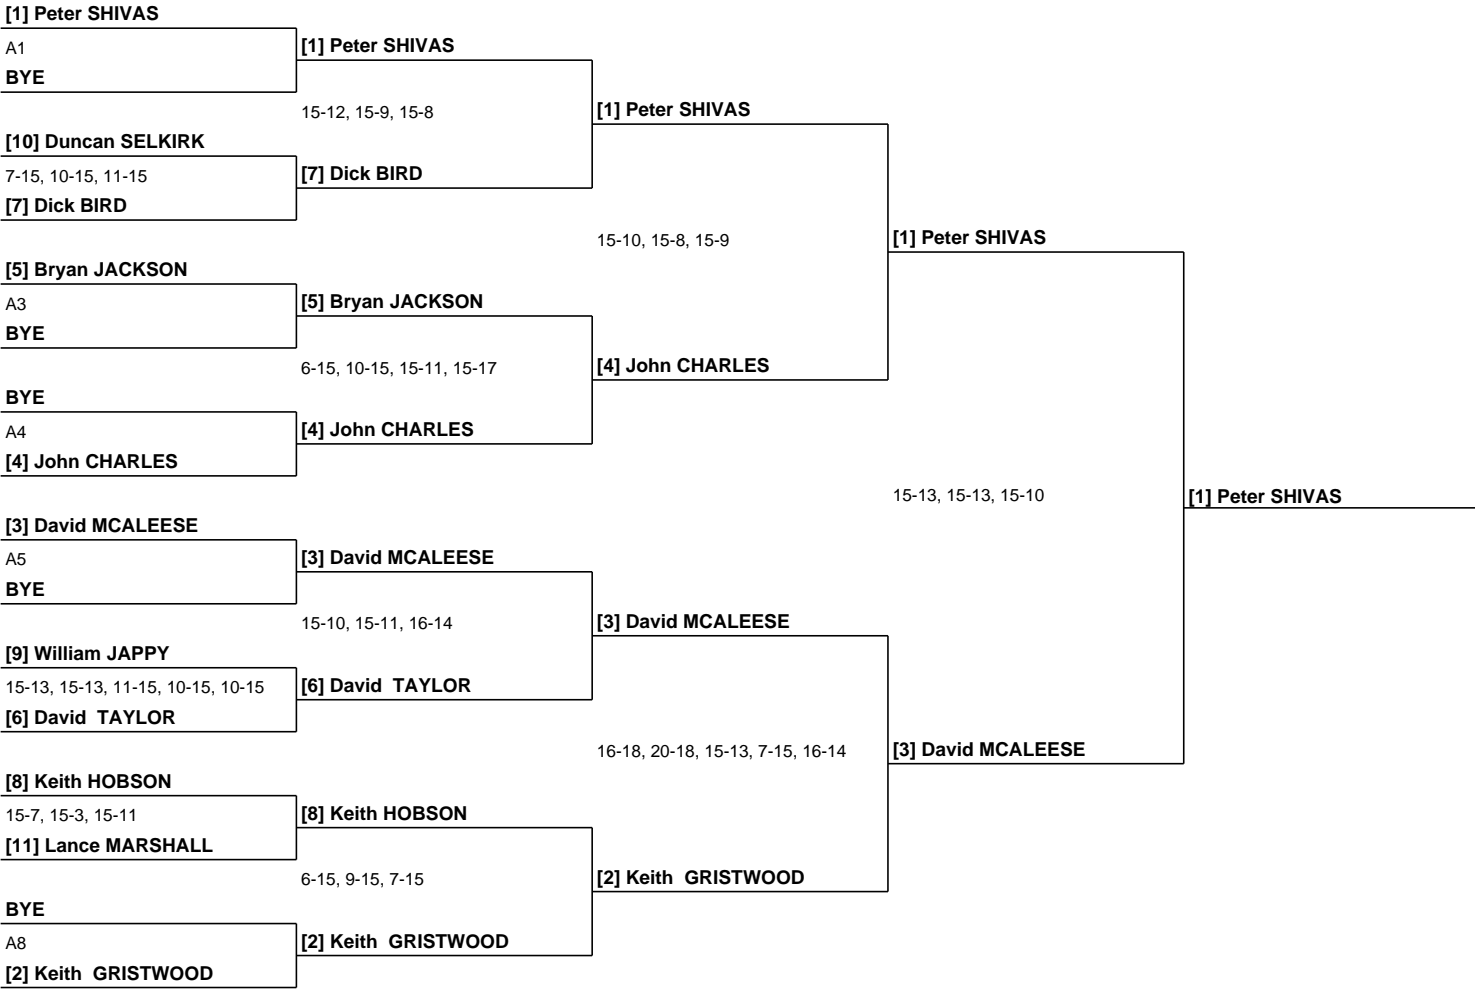 [1] Peter SHIVAS
A1
BYE
[10] Duncan SELKIRK
7-15, 10-15, 11-15
[7] Dick BIRD
[5] Bryan JACKSON
A3
BYE
BYE
A4
[4] John CHARLES
[3] David MCALEESE
A5
BYE
[9] William JAPPY
15-13, 15-13, 11-15, 10-15, 10-15
[6] David  TAYLOR
[8] Keith HOBSON
15-7, 15-3, 15-11
[11] Lance MARSHALL
BYE
A8
[2] Keith  GRISTWOOD
[1] Peter SHIVAS
15-12, 15-9, 15-8
[7] Dick BIRD
[5] Bryan JACKSON
6-15, 10-15, 15-11, 15-17
[4] John CHARLES
[3] David MCALEESE
15-10, 15-11, 16-14
[6] David  TAYLOR
[8] Keith HOBSON
6-15, 9-15, 7-15
[2] Keith  GRISTWOOD
[1] Peter SHIVAS
15-10, 15-8, 15-9
[4] John CHARLES
[3] David MCALEESE
16-18, 20-18, 15-13, 7-15, 16-14
[2] Keith  GRISTWOOD
[1] Peter SHIVAS
15-13, 15-13, 15-10
[3] David MCALEESE
[1] Peter SHIVAS